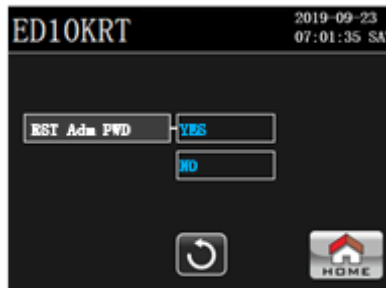 ED10KRT
2019-09-23
07:01:35 SA
RST Adm PWD
YES
NO
HOME